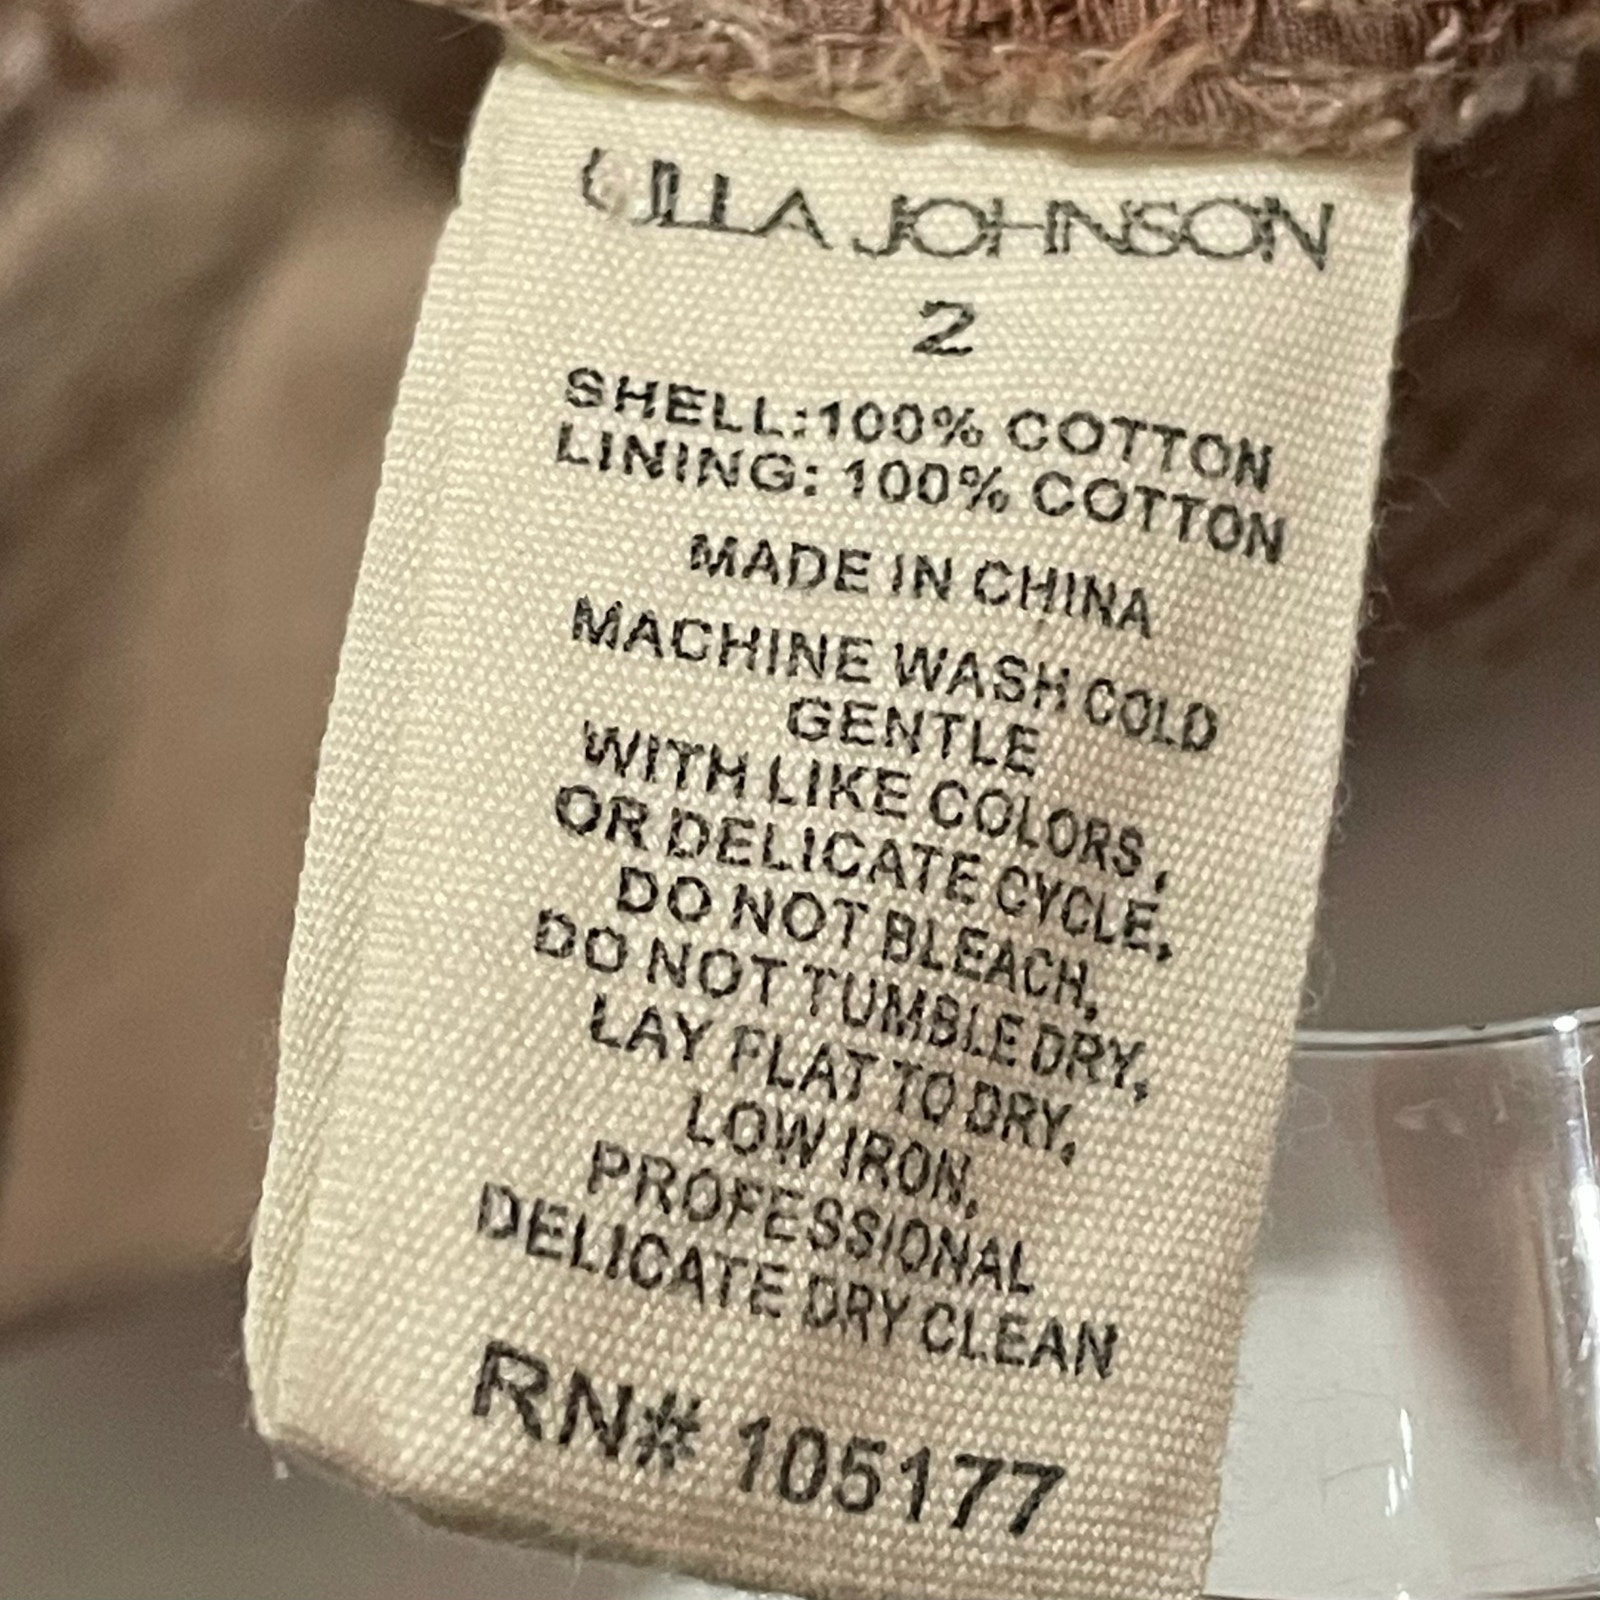 ULLA JOHNSON
2
SHELL:100% COTTON
LINING: 100% COTTON
MADE IN CHINA
MACHINE WASH COLD
GENTLE
WITH LIKE COLORS,
OR DELICATE CYCLE,
DO NOT BLEACH,
DO NOT TUMBLE DRY,
LAY FLAT TO DRY,
LOW IRON,
PROFESSIONAL
DELICATE DRY CLEAN
RN# 105177